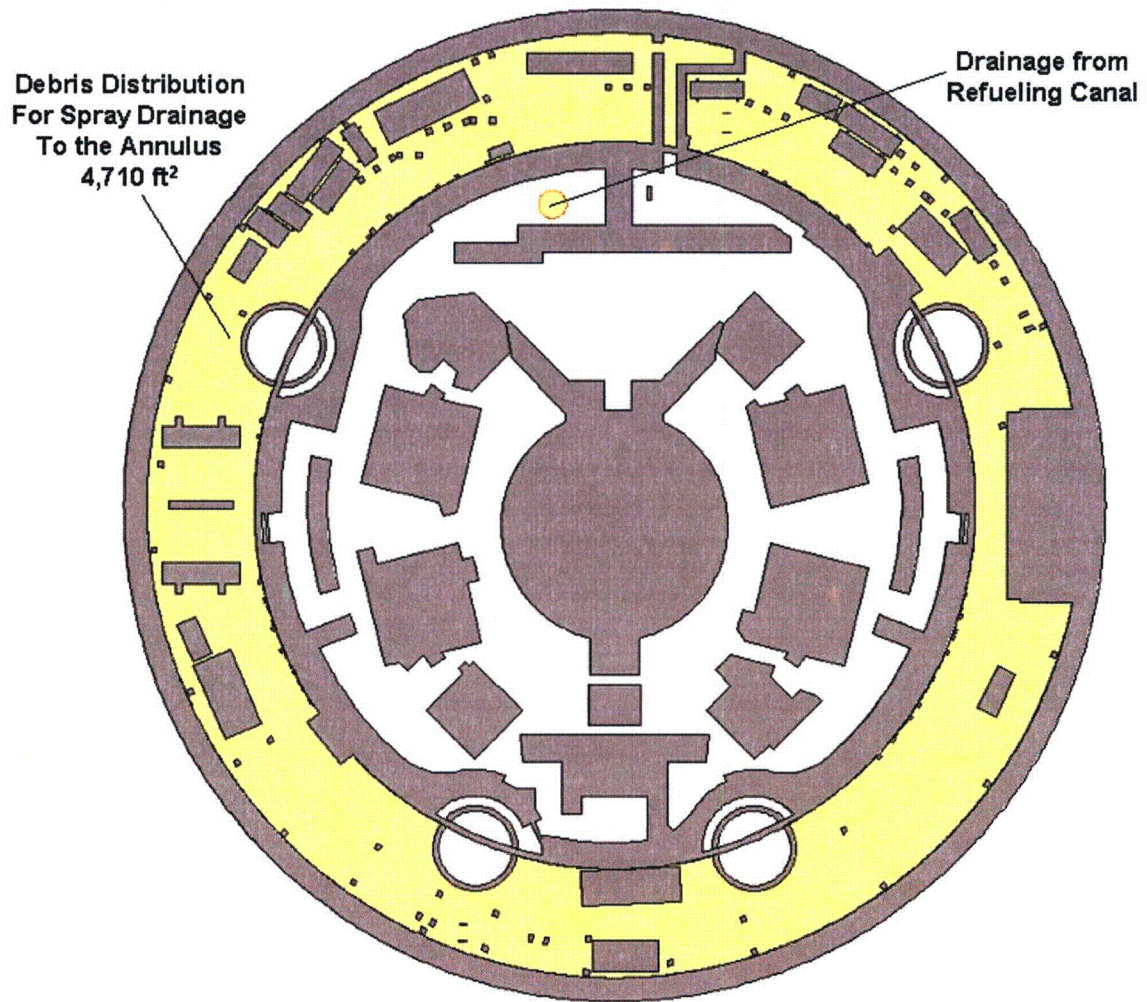 Debris Distribution
For Spray Drainage
To the Annulus
4,710 ft²
Drainage from
Refueling Canal